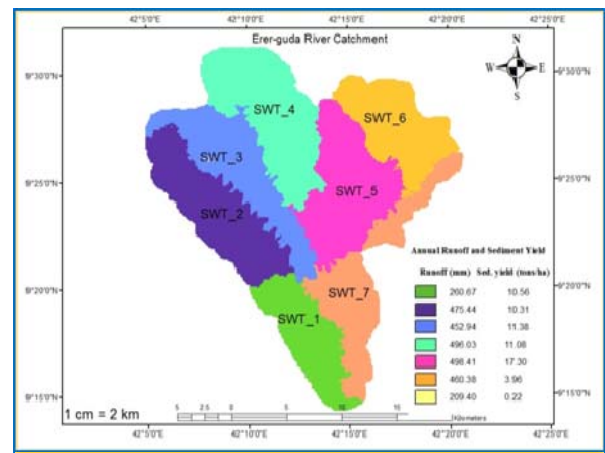 42°5'0"E 42°10'0"E 42°15'0"E 42°20'0"E 42°25'0"E
Erer-guda River Catchment
N
W E
S
9°30'0"N 9°30'0"N
9°25'0"N 9°25'0"N
9°20'0"N 9°20'0"N
9°15'0"N 9°15'0"N
SWT_4
SWT_6
SWT_3
SWT_5
SWT_2
SWT_7
SWT_1
Annual Runoff and Sediment Yield
Runoff (mm) Sed. yield (tons/ha)
260.67 10.56
475.44 10.31
452.94 11.38
496.03 11.08
498.41 17.30
460.38 3.96
209.40 0.22
1 cm = 2 km
5 2.5 0 5 10 15
Kilometers
42°5'0"E 42°10'0"E 42°15'0"E 42°20'0"E 42°25'0"E